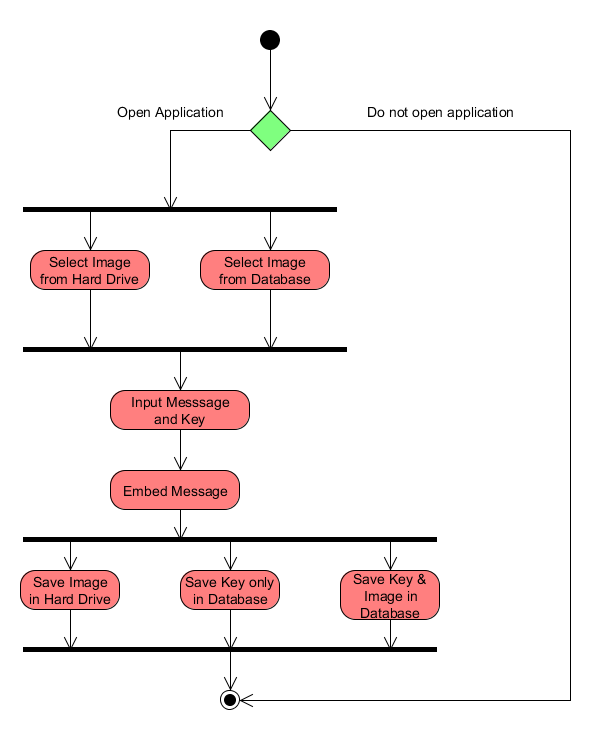 Open Application
Do not open application
Select Image
from Hard Drive
Select Image
from Database
Input Messsage
and Key
Embed Message
Save Image
in Hard Drive
Save Key only
in Database
Save Key &
Image in
Database